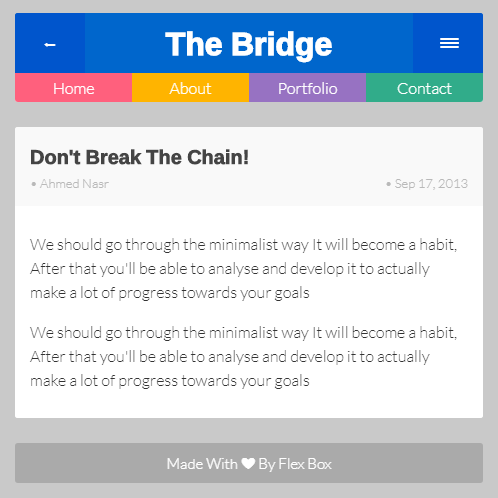 ←
The Bridge
Home About Portfolio Contact
Don't Break The Chain!
• Ahmed Nasr • Sep 17, 2013
We should go through the minimalist way It will become a habit,
After that you'll be able to analyse and develop it to actually
make a lot of progress towards your goals
We should go through the minimalist way It will become a habit,
After that you'll be able to analyse and develop it to actually
make a lot of progress towards your goals
Made With ♥ By Flex Box